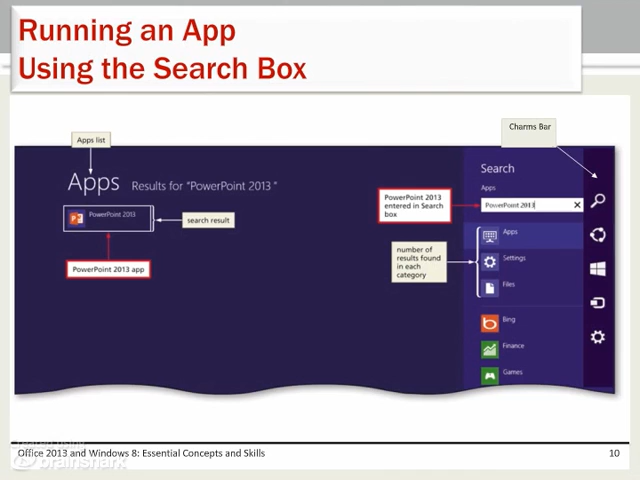 Running an App
Using the Search Box
Charms Bar
Apps list
Search
Apps
Results for "PowerPoint 2013 "
Apps
PowerPoint 2013
entered in Search
box
PowerPoint 2013
PowerPoint 2013
search result
Apps
number of
results found
in each
category
Settings
PowerPoint 2013 app
Files
Bing
Finance
Games
Office 2013 and Windows 8: Essential Concepts and Skills
10
brainshark